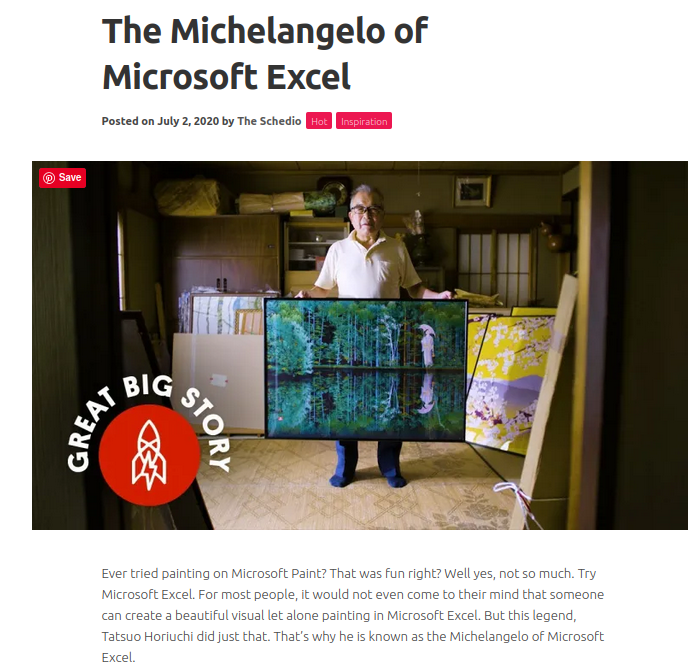 The Michelangelo of
Microsoft Excel
Posted on July 2, 2020 by The Schedio Hot Inspiration
Save
GREAT BIG STORY
Ever tried painting on Microsoft Paint? That was fun right? Well yes, not so much. Try
Microsoft Excel. For most people, it would not even come to their mind that someone
can create a beautiful visual let alone painting in Microsoft Excel. But this legend,
Tatsuo Horiuchi did just that. That's why he is known as the Michelangelo of Microsoft
Excel.